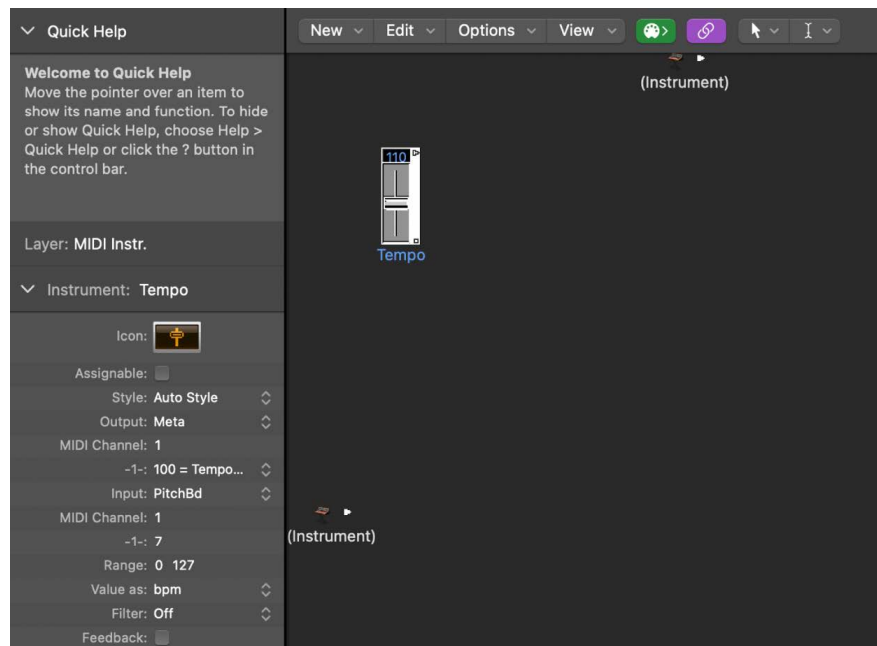 Quick Help
New Edit Options View
Welcome to Quick Help
Move the pointer over an item to
show its name and function. To hide
or show Quick Help, choose Help >
Quick Help or click the ? button in
the control bar.
Layer: MIDI Instr.
Instrument: Tempo
Icon:
Assignable:
Style: Auto Style
Output: Meta
MIDI Channel: 1
-1-: 100 = Tempo...
Input: PitchBd
MIDI Channel: 1
-1-: 7
Range: 0 127
Value as: bpm
Filter: Off
Feedback:
(Instrument)
110
Tempo
(Instrument)